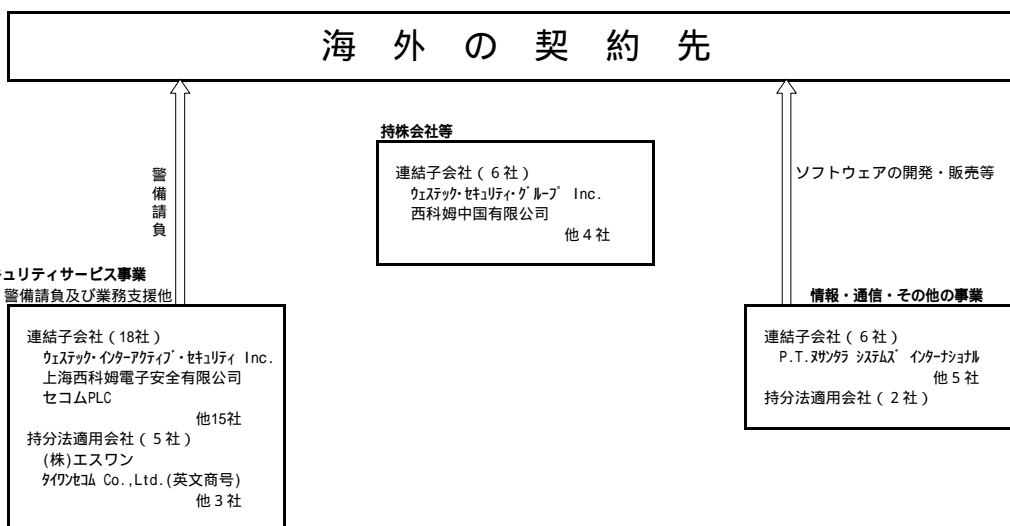 海外の契約先
持株会社等
連結子会社(6社)
ウェステック・セキュリティ・グループ Inc.
西科姆中国有限公司
他4社
警備請負
ソフトウェアの開発・販売等
キュリティサービス事業
警備請負及び業務支援他
連結子会社(18社)
ウェステック・インターアクティブ・セキュリティ Inc.
上海西科姆電子安全有限公司
セコムPLC
他15社
持分法適用会社(5社)
(株)エスワン
タイワンセコム Co.,Ltd.(英文商号)
他3社
情報・通信・その他の事業
連結子会社(6社)
P.T.ヌサンタラ システムズ インターナショナル
他5社
持分法適用会社(2社)